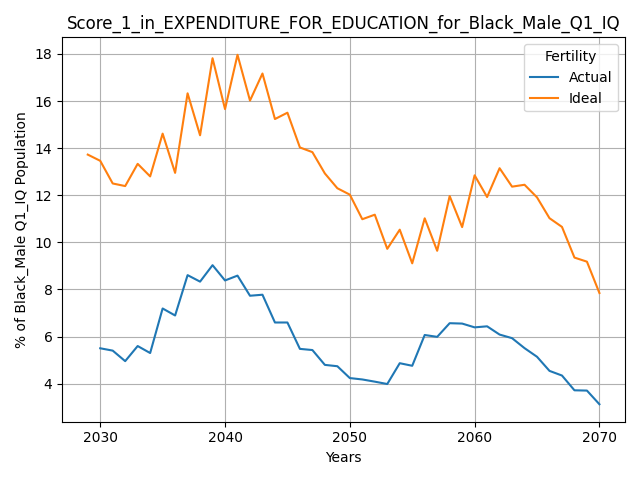 Score_1_in_EXPENDITURE_FOR_EDUCATION_for_Black_Male_Q1_IQ
Fertility
Actual
Ideal
% of Black_Male Q1_IQ Population
18
16
14
12
10
8
6
4
2030
2040
2050
2060
2070
Years